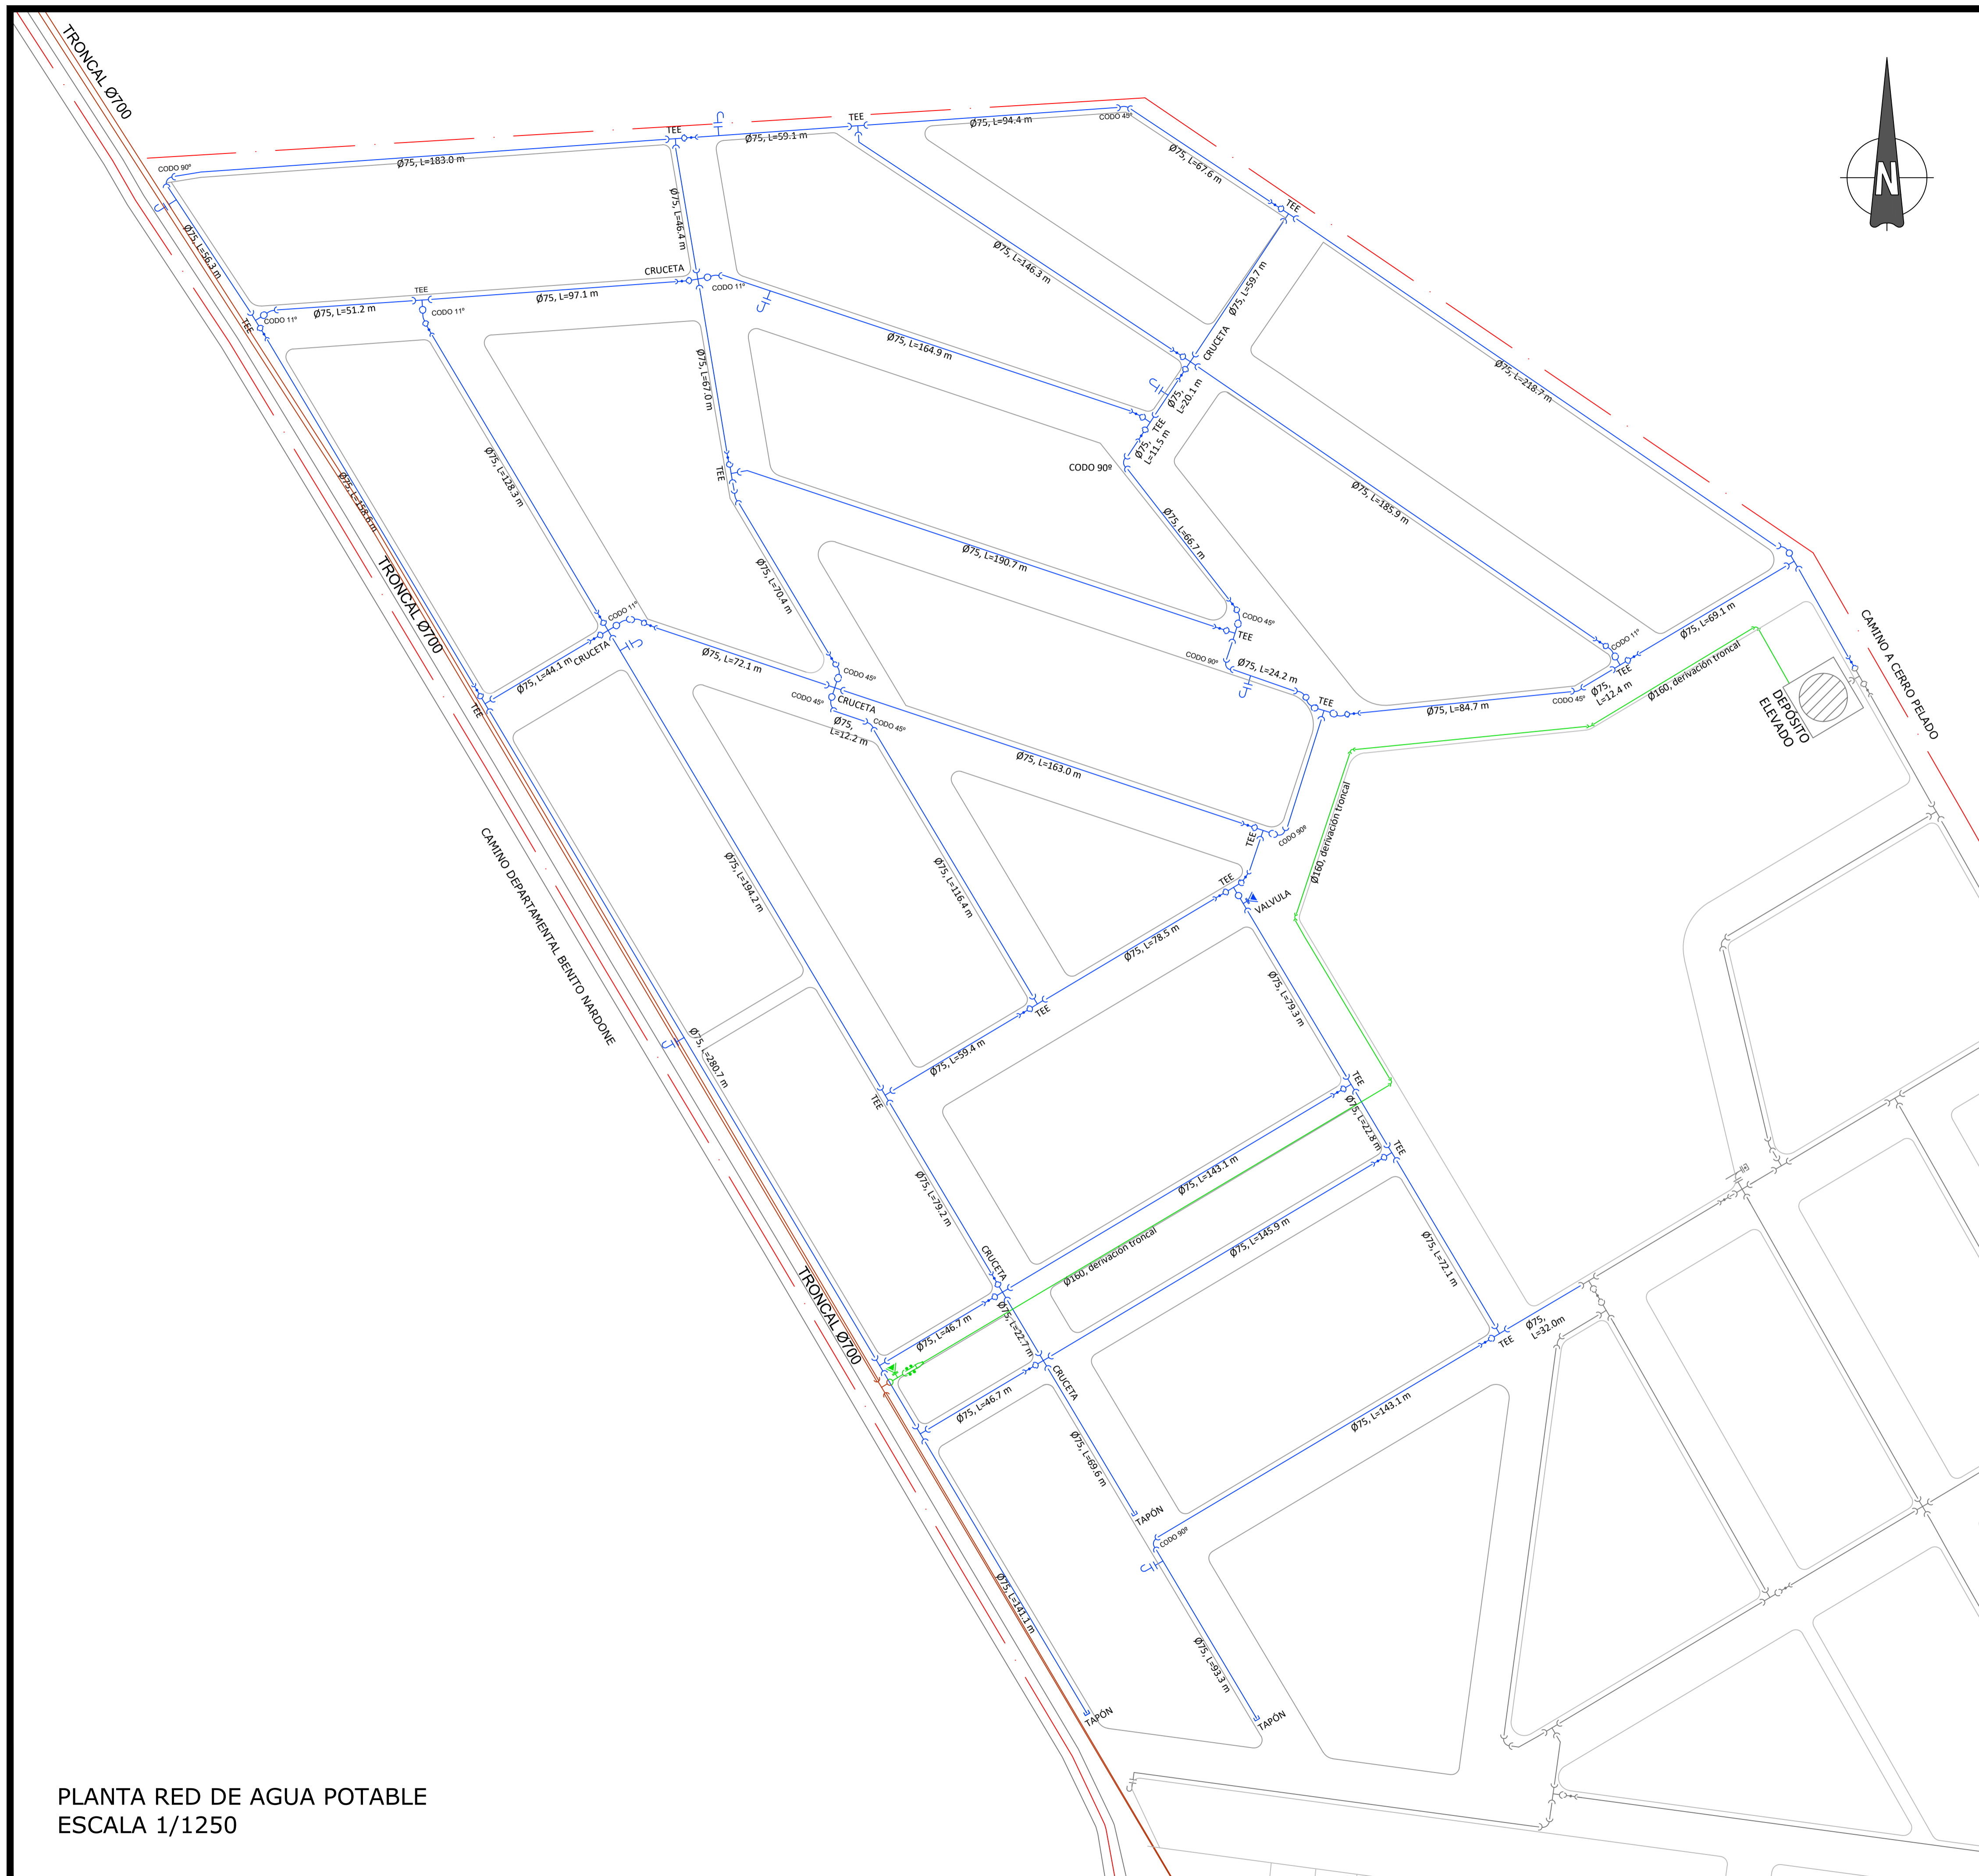 TRONCAL Ø700
N
CODO 90º
Ø75, L=183.0 m
TEE
Ø75, L=59.1 m
TEE
Ø75, L=94.4 m
CODO 45º
Ø75, L=67.6 m
TEE
Ø75, L=56.3 m
Ø75, L=46.4 m
Ø75, L=146.3 m
Ø75, L=59.7 m
CRUCETA
CODO 11º
TEE
Ø75, L=97.1 m
CODO 11º
Ø75, L=51.2 m
CODO 11º
TEE
Ø75, L=164.9 m
CRUCETA
Ø75,
L=20.1 m
Ø75, L=67.0 m
Ø75, L=218.7 m
TEE
Ø75,
L=11.5 m
CODO 90º
TEE
Ø75, L=128.3 m
Ø75, L=158.6 m
Ø75, L=185.9 m
Ø75, L=66.7 m
Ø75, L=190.7 m
Ø75, L=70.4 m
TRONCAL Ø700
CODO 11º
CODO 45º
TEE
CODO 90º
Ø75, L=24.2 m
Ø75, L=69.1 m
CODO 11º
TEE
CAMINO A CERRO PELADO
CRUCETA
Ø75, L=44.1 m
TEE
Ø75, L=72.1 m
CODO 45º
CODO 45º
CRUCETA
CODO 45º
Ø75,
L=12.2 m
TEE
Ø75, L=84.7 m
CODO 45º
Ø75,
L=12.4 m
Ø160, derivación troncal
DEPÓSITO
ELEVADO
Ø75, L=163.0 m
Ø160, derivación troncal
TEE
CODO 90º
CAMINO DEPARTAMENTAL BENITO NARDONE
Ø75, L=194.2 m
Ø75, L=116.4 m
TEE
VALVULA
Ø75, L=78.5 m
Ø75, L=79.3 m
TEE
Ø75, L=59.4 m
Ø75, L=280.7 m
TEE
TEE
Ø75, L=22.8 m
TEE
Ø75, L=143.1 m
Ø75, L=79.2 m
CRUCETA
Ø160, derivación troncal
Ø75, L=145.9 m
Ø75, L=72.1 m
TRONCAL Ø700
Ø75, L=46.7 m
Ø75, L=22.7 m
TEE
Ø75,
L=32.0m
CRUCETA
Ø75, L=46.7 m
Ø75, L=143.1 m
Ø75, L=69.6 m
TAPÓN
CODO 90º
Ø75, L=141.1 m
Ø75, L=93.3 m
TAPÓN
TAPÓN
PLANTA RED DE AGUA POTABLE
ESCALA 1/1250